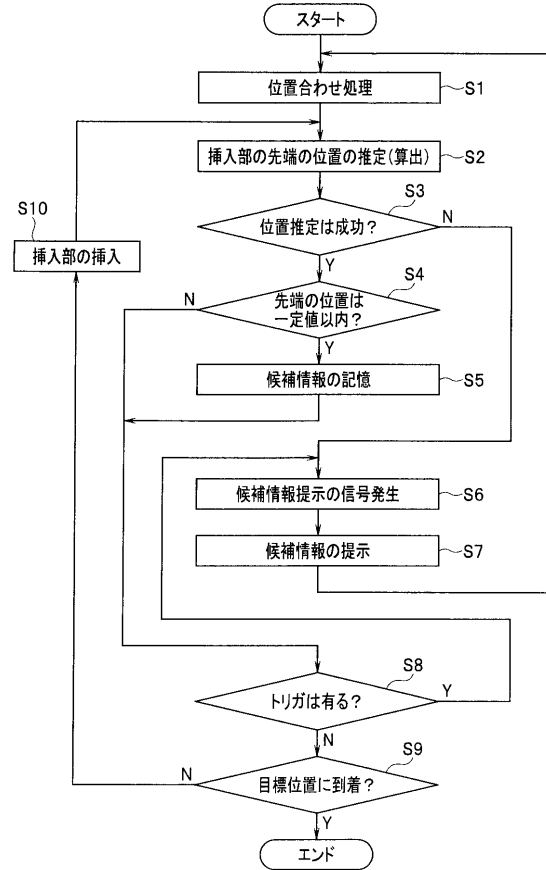 スタート
位置合わせ処理
S1
挿入部の先端の位置の推定(算出)
S2
S3
位置推定は成功?
N
Y
S10
挿入部の挿入
S4
先端の位置は
一定値以内?
N
Y
候補情報の記憶
S5
候補情報提示の信号発生
S6
候補情報の提示
S7
S8
トリガは有る?
Y
N
S9
目標位置に到着?
N
Y
エンド